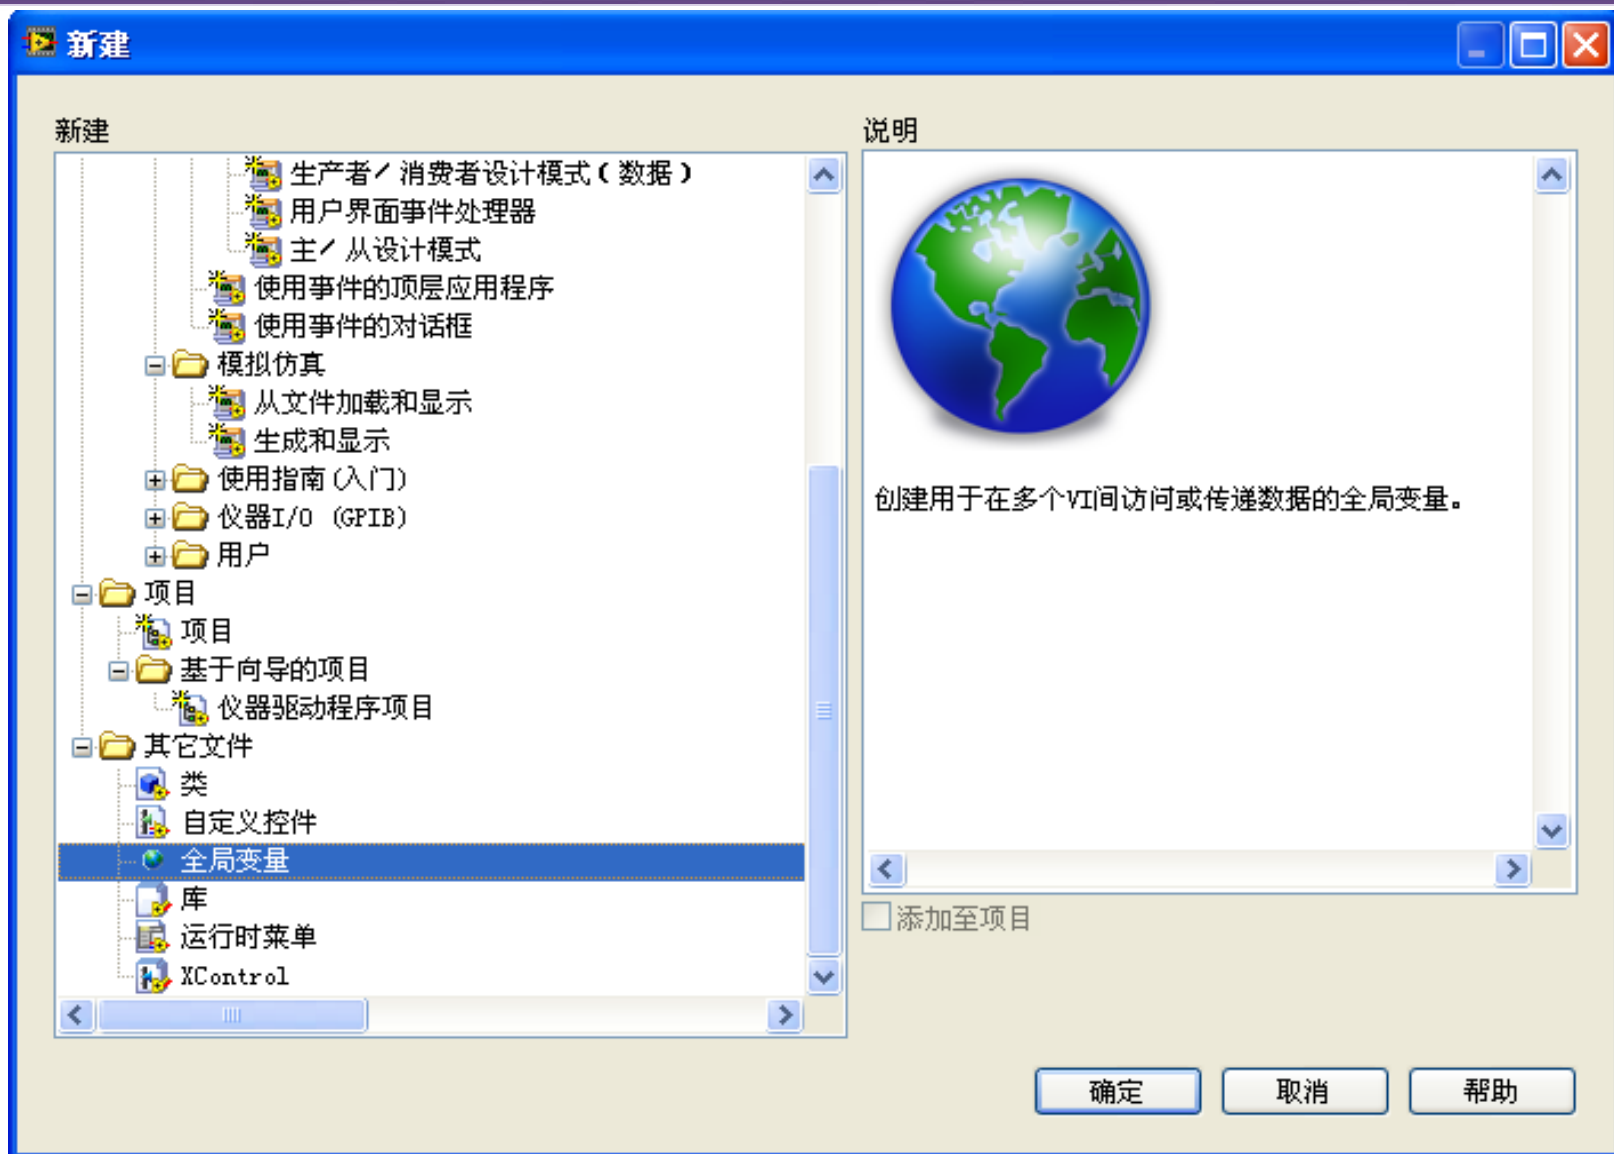 新建
新建
说明
生产者/消费者设计模式(数据)
用户界面事件处理器
主/从设计模式
使用事件的顶层应用程序
使用事件的对话框
模拟仿真
从文件加载和显示
生成和显示
使用指南(入门)
仪器I/O (GPIB)
用户
项目
项目
基于向导的项目
仪器驱动程序项目
其它文件
类
自定义控件
全局变量
库
运行时菜单
XControl
创建用于在多个VI间访问或传递数据的全局变量。
添加至项目
确定
取消
帮助